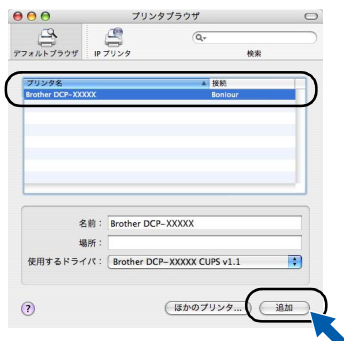 プリンタブラウザ
デフォルトブラウザ IP プリンタ 検索
プリンタ名 接続
Brother DCP-XXXXX Bonjour
名前： Brother DCP-XXXXX
場所：
使用するドライバ： Brother DCP-XXXXX CUPS v1.1
? ほかのプリンタ... 追加